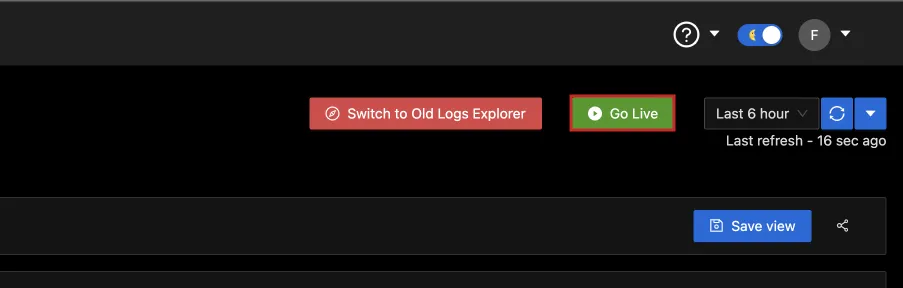 F
Switch to Old Logs Explorer
Go Live
Last 6 hour
Last refresh - 16 sec ago
Save view